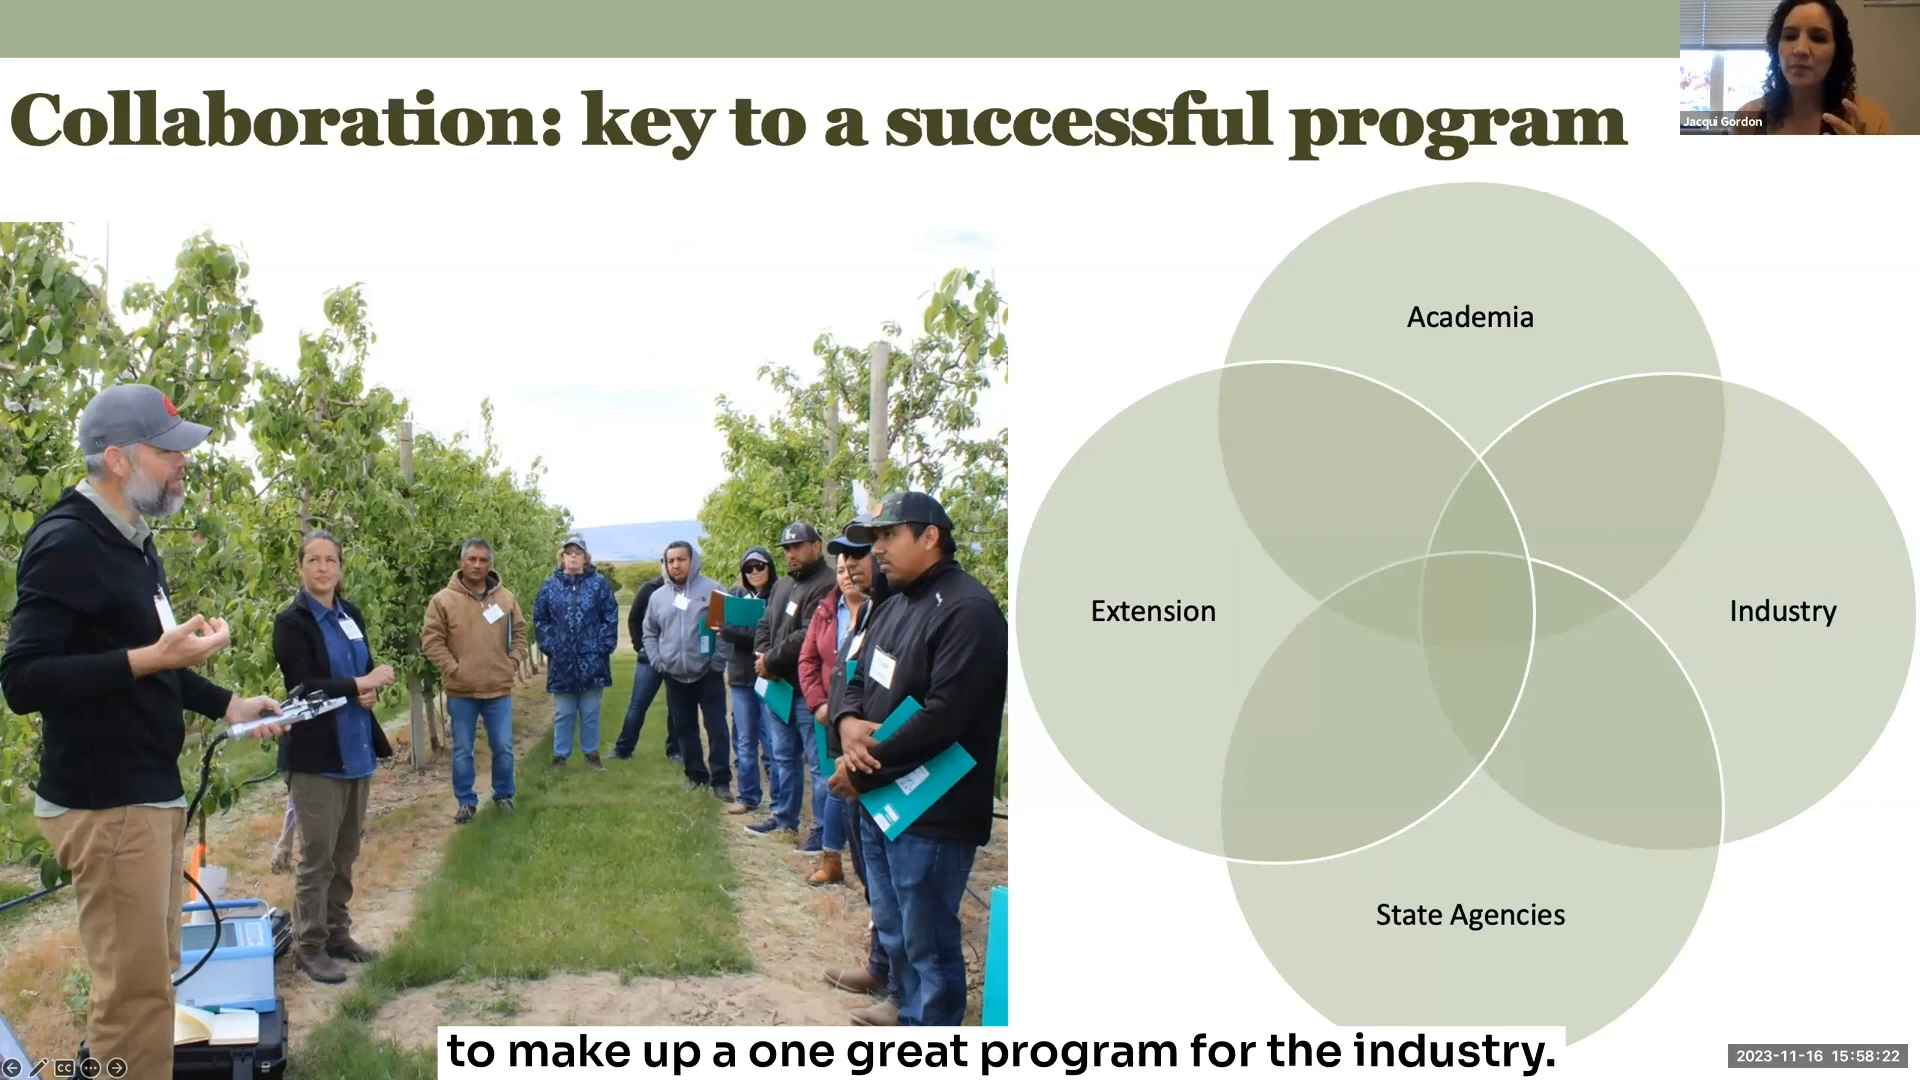 Collaboration: key to a successful program
Jacqui Gordon
Academia
Extension
Industry
State Agencies
to make up a one great program for the industry.
CC
2023-11-16 15:58:22